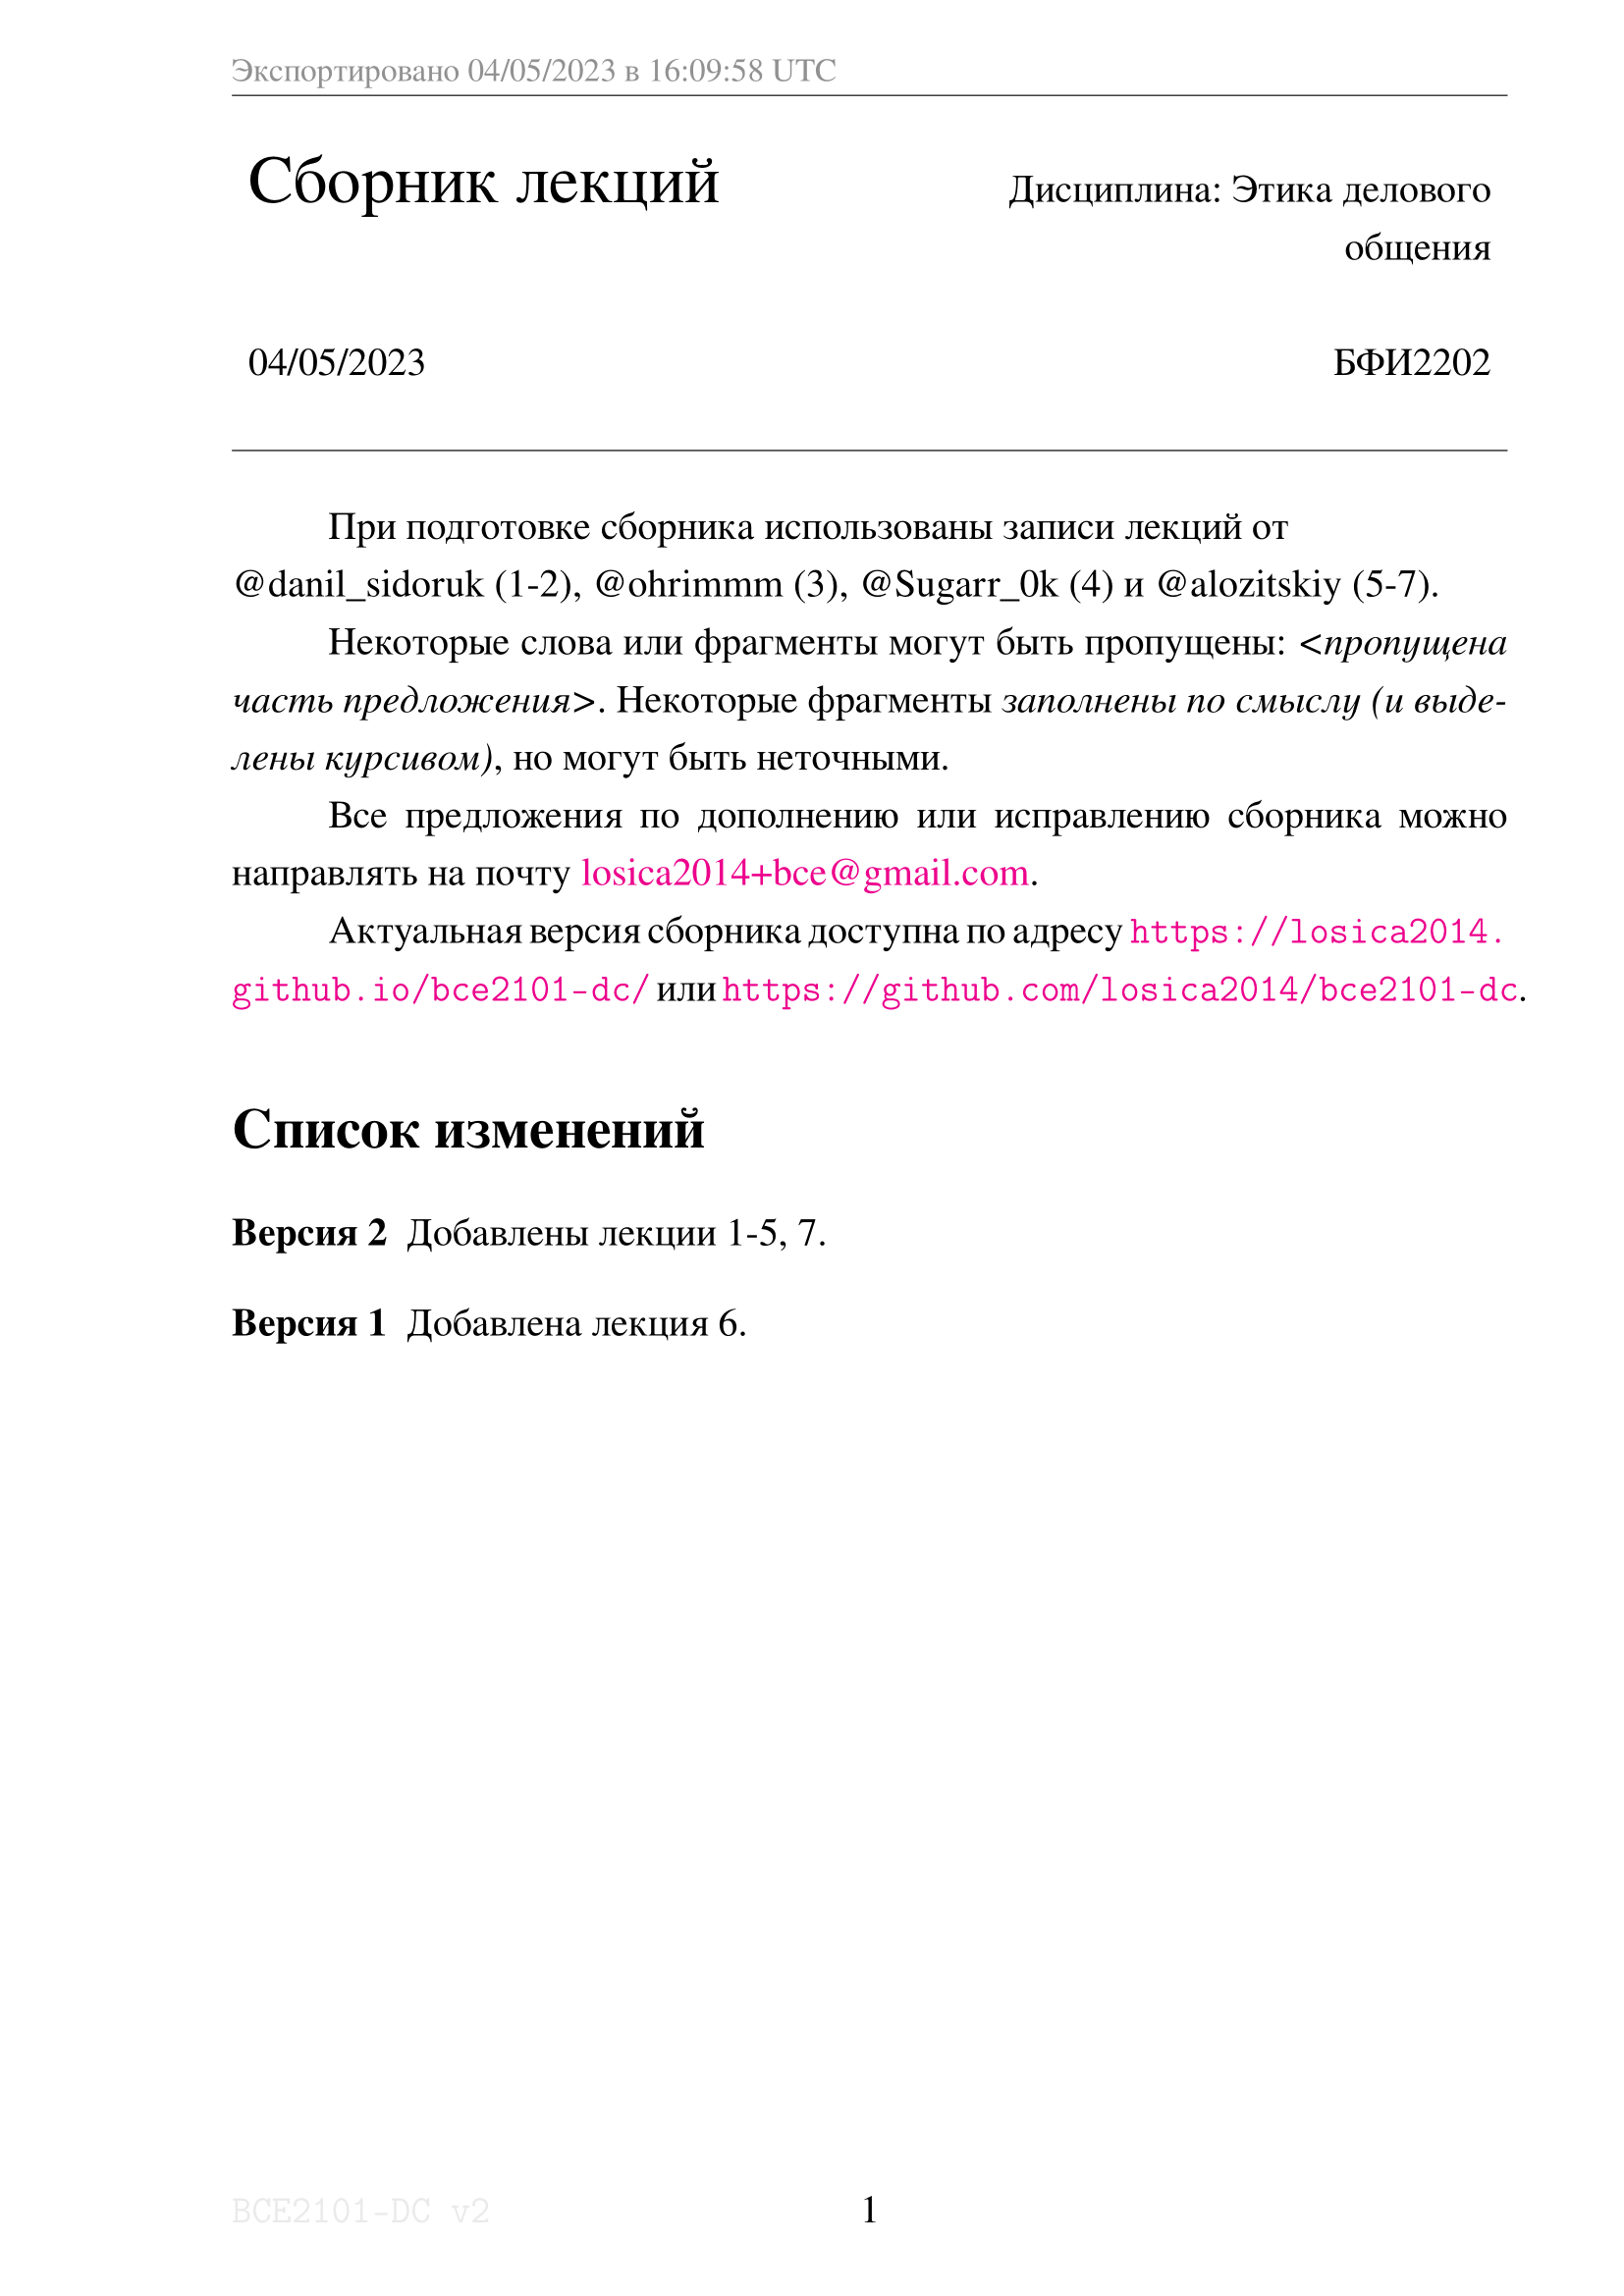 Экспортировано 04/05/2023 в 16:09:58 UTC
Сборник лекций
Дисциплина: Этика делового
общения
04/05/2023
БФИ2202
При подготовке сборника использованы записи лекций от
@danil_sidoruk (1-2), @ohrimmm (3), @Sugarr_0k (4) и @alozitskiy (5-7).
Некоторые слова или фрагменты могут быть пропущены: <пропущена
часть предложения>. Некоторые фрагменты заполнены по смыслу (и выде-
лены курсивом), но могут быть неточными.
Все предложения по дополнению или исправлению сборника можно
направлять на почту losica2014+bce@gmail.com.
Актуальная версия сборника доступна по адресу https://losica2014.
github.io/bce2101-dc/ или https://github.com/losica2014/bce2101-dc.
Список изменений
Версия 2 Добавлены лекции 1-5, 7.
Версия 1 Добавлена лекция 6.
BCE2101-DC v2
1